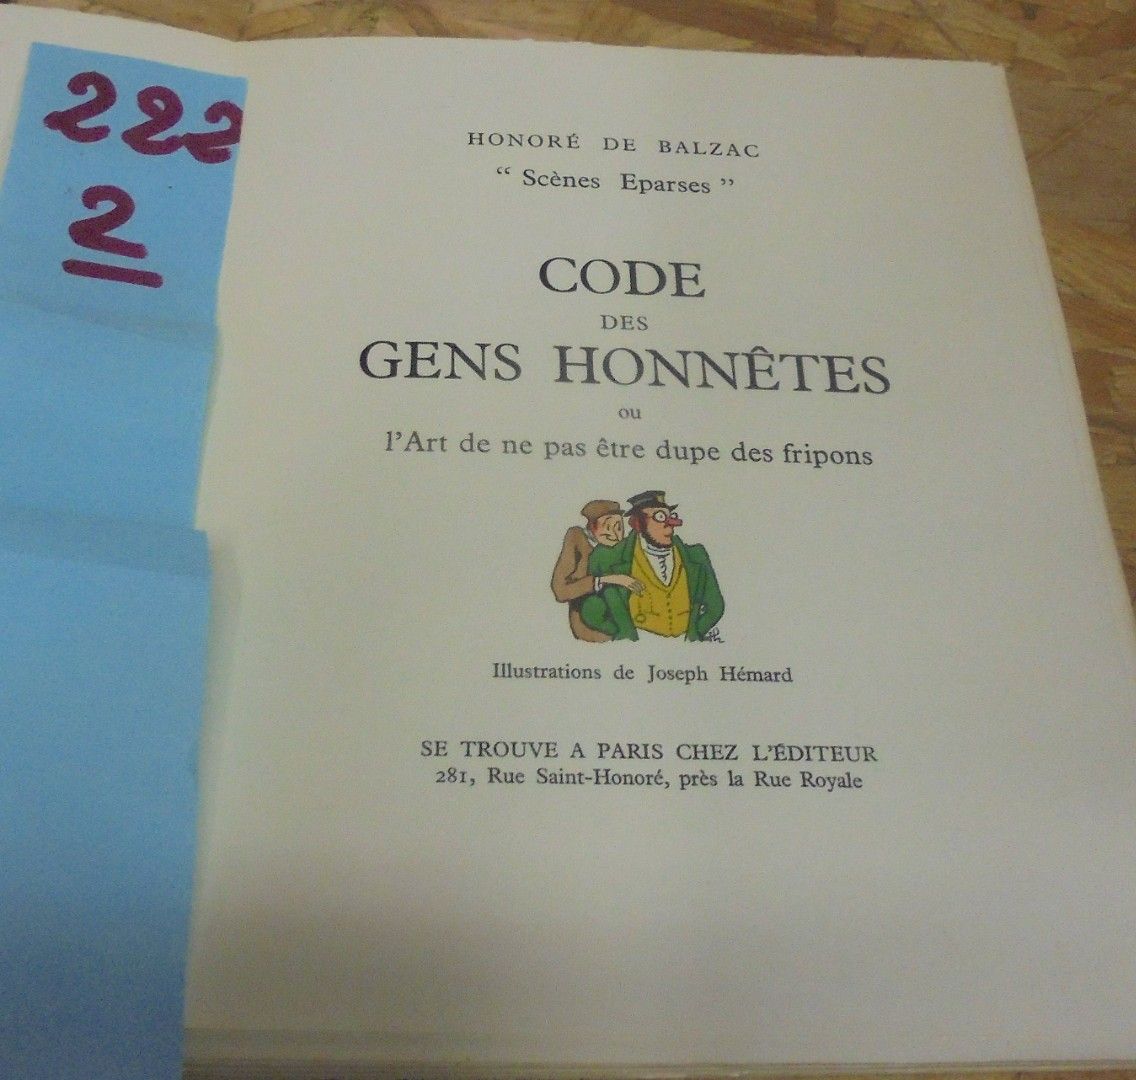 222
2
HONORÉ DE BALZAC
“ Scènes Eparses ”
CODE
DES
GENS HONNÊTES
ou
l’Art de ne pas être dupe des fripons
Illustrations de Joseph Hémard
SE TROUVE A PARIS CHEZ L’ÉDITEUR
281, Rue Saint-Honoré, près la Rue Royale